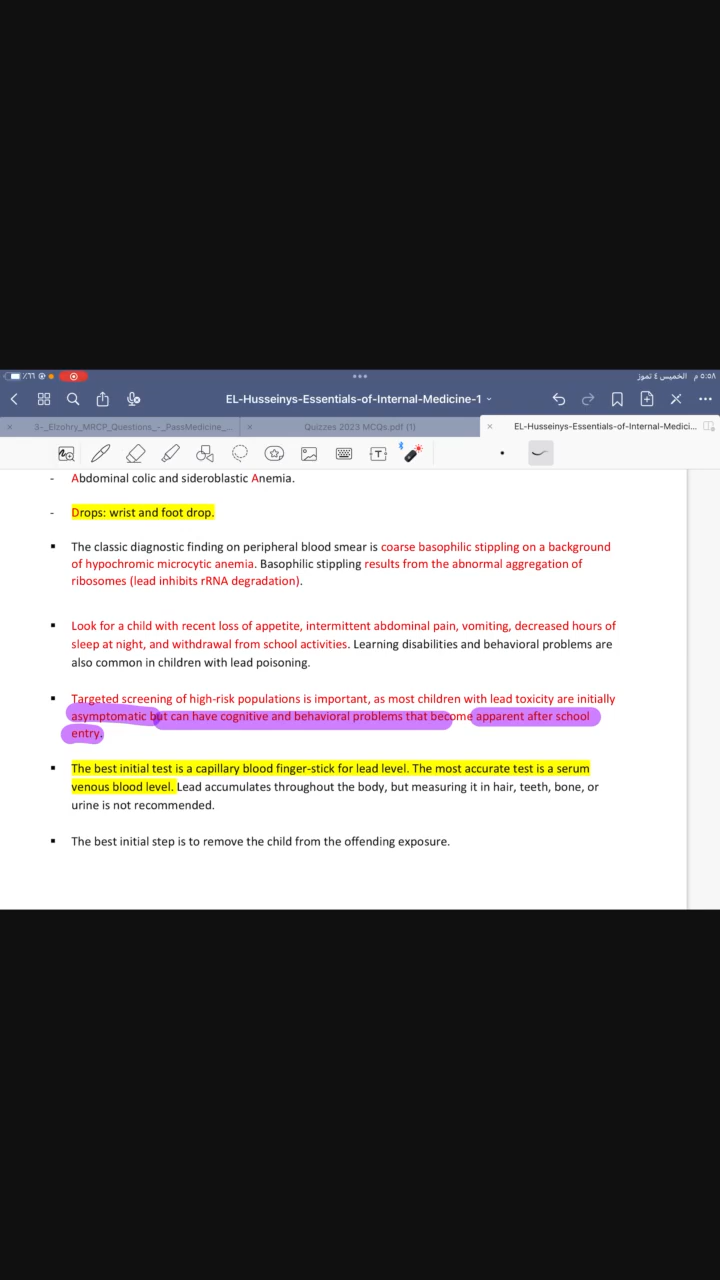 ٪٦٦
٥:٥٨ م الخميس ٤ تموز
EL-Husseinys-Essentials-of-Internal-Medicine-1
3-_Elzohry_MRCP_Questions_-_PassMedicine_...
Quizzes 2023 MCQs.pdf (1)
EL-Husseinys-Essentials-of-Internal-Medici...
- Abdominal colic and sideroblastic Anemia.
- Drops: wrist and foot drop.
▪ The classic diagnostic finding on peripheral blood smear is coarse basophilic stippling on a background
of hypochromic microcytic anemia. Basophilic stippling results from the abnormal aggregation of
ribosomes (lead inhibits rRNA degradation).
▪ Look for a child with recent loss of appetite, intermittent abdominal pain, vomiting, decreased hours of
sleep at night, and withdrawal from school activities. Learning disabilities and behavioral problems are
also common in children with lead poisoning.
▪ Targeted screening of high-risk populations is important, as most children with lead toxicity are initially
asymptomatic but can have cognitive and behavioral problems that become apparent after school
entry.
▪ The best initial test is a capillary blood finger-stick for lead level. The most accurate test is a serum
venous blood level. Lead accumulates throughout the body, but measuring it in hair, teeth, bone, or
urine is not recommended.
▪ The best initial step is to remove the child from the offending exposure.